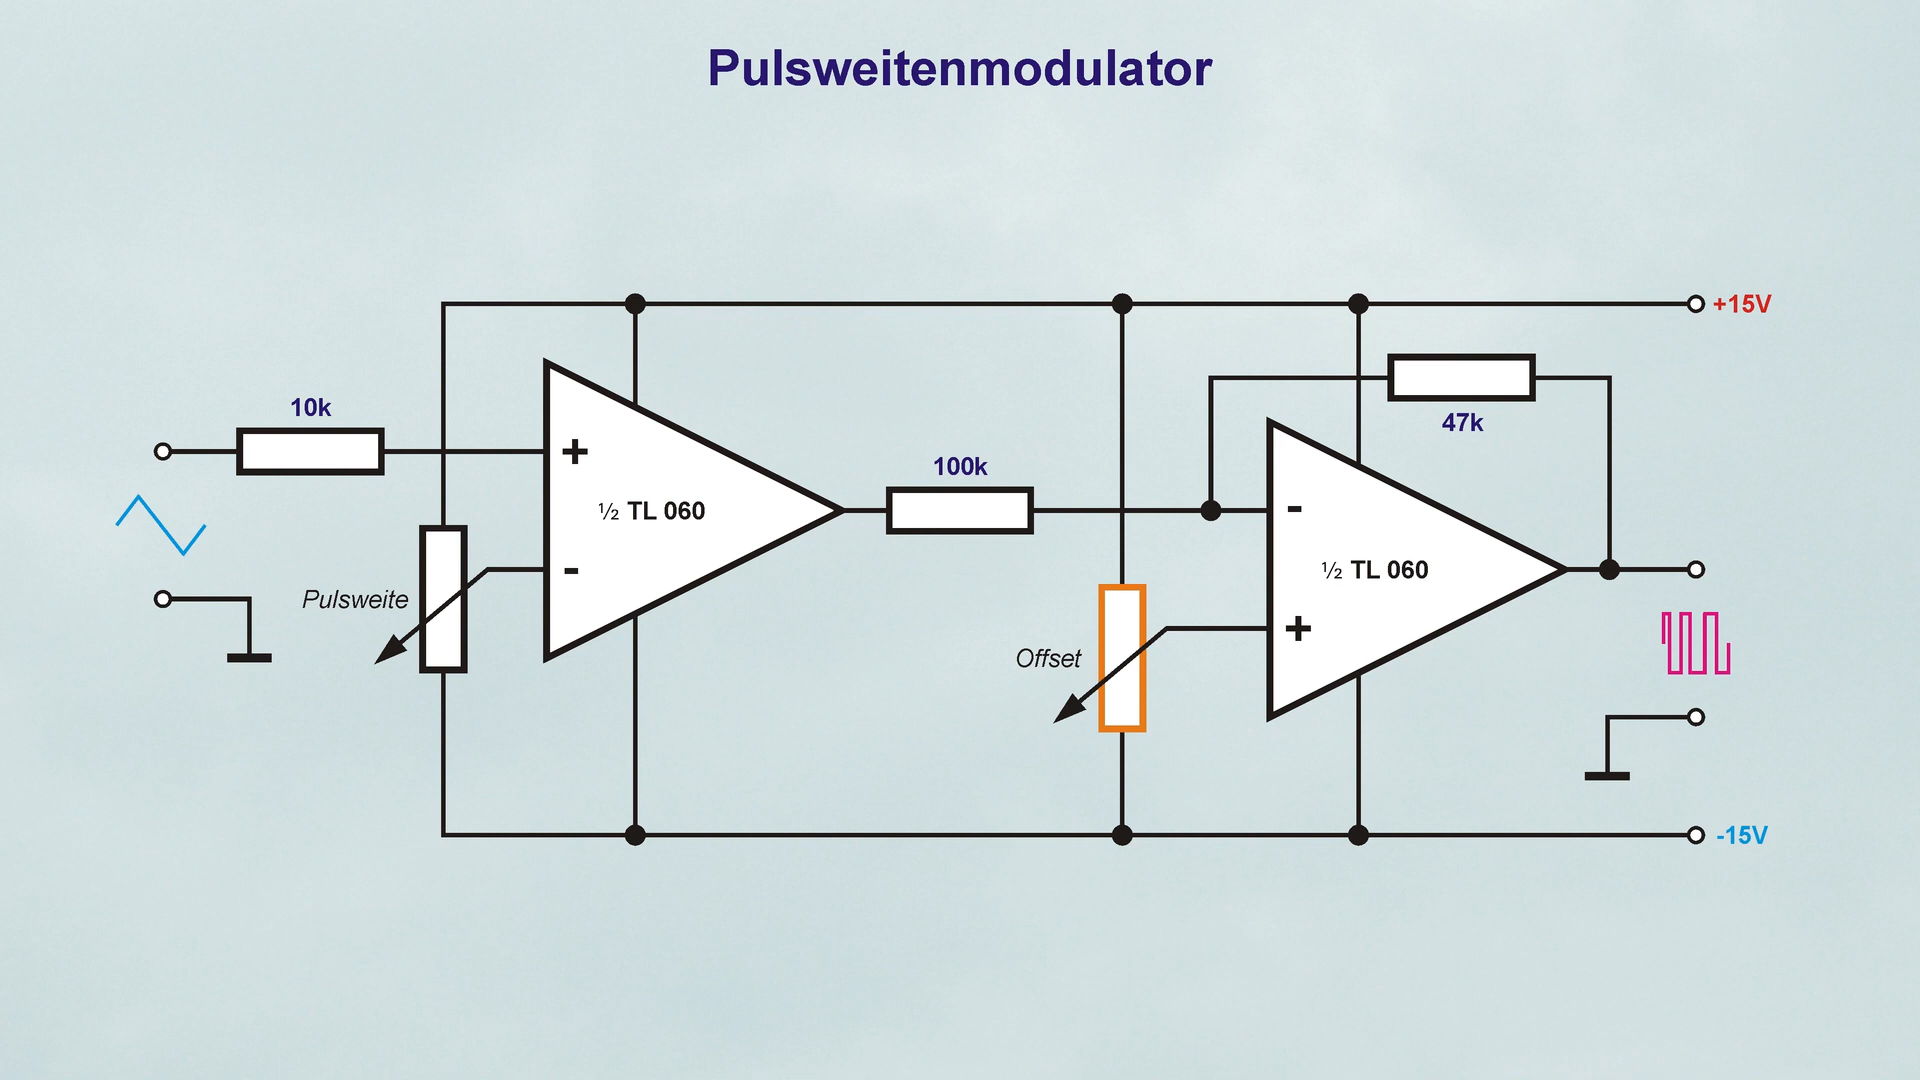 Pulsweitenmodulator
+15V
10k
47k
+
100k
½ TL 060
-
-
½ TL 060
Pulsweite
+
Offset
-15V